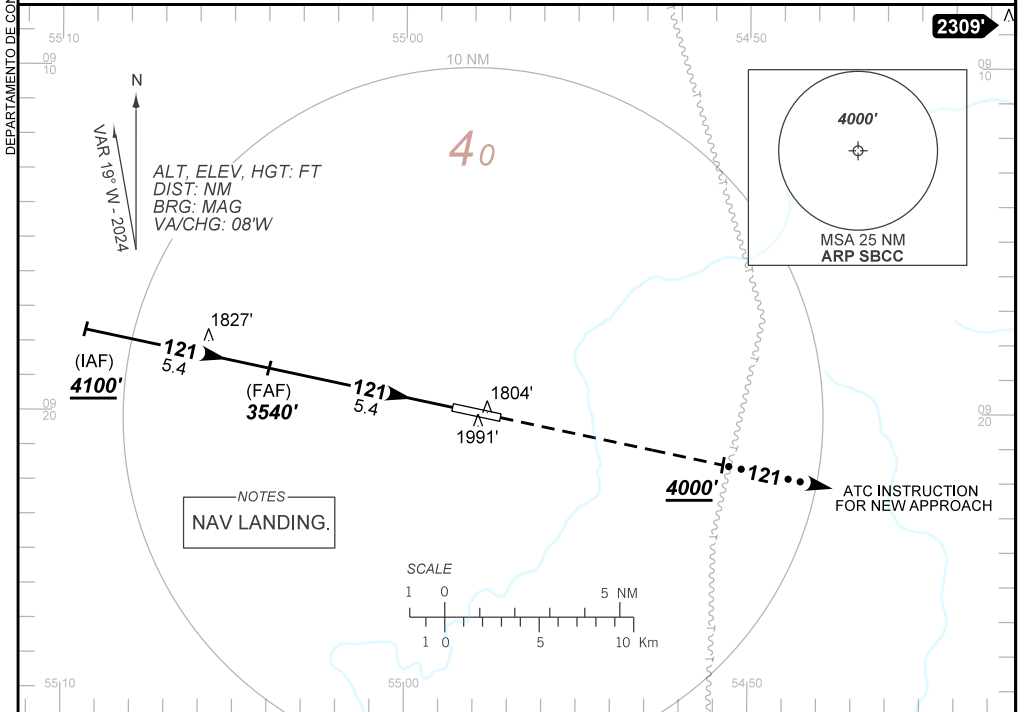 DEPARTAMENTO DE CON
55 10
55 00
54 50
2309'
09
10
09
10
10 NM
N
VAR 19° W - 2024
ALT, ELEV, HGT: FT
DIST: NM
BRG: MAG
VA/CHG: 08'W
40
4000'
MSA 25 NM
ARP SBCC
1827'
(IAF)
4100'
121
5.4
(FAF)
3540'
121
5.4
1804'
1991'
09
20
09
20
4000'
121
ATC INSTRUCTION
FOR NEW APPROACH
NOTES
NAV LANDING.
SCALE
1 0 5 NM
1 0 5 10 Km
55 10
55 00
54 50